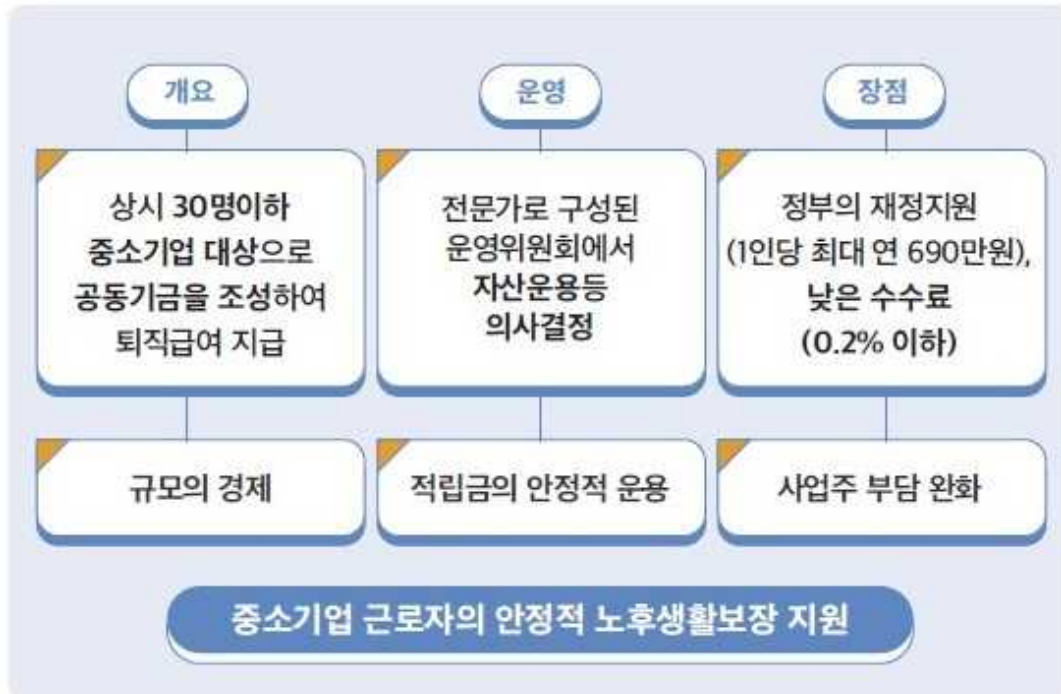 개요
상시 30명이하
중소기업 대상으로
공동기금을 조성하여
퇴직급여 지급
규모의 경제
운영
전문가로 구성된
운영위원회에서
자산운용등
의사결정
적립금의 안정적 운용
장점
정부의 재정지원
(1인당 최대 연 690만원),
낮은 수수료
(0.2% 이하)
사업주 부담 완화
중소기업 근로자의 안정적 노후생활보장 지원